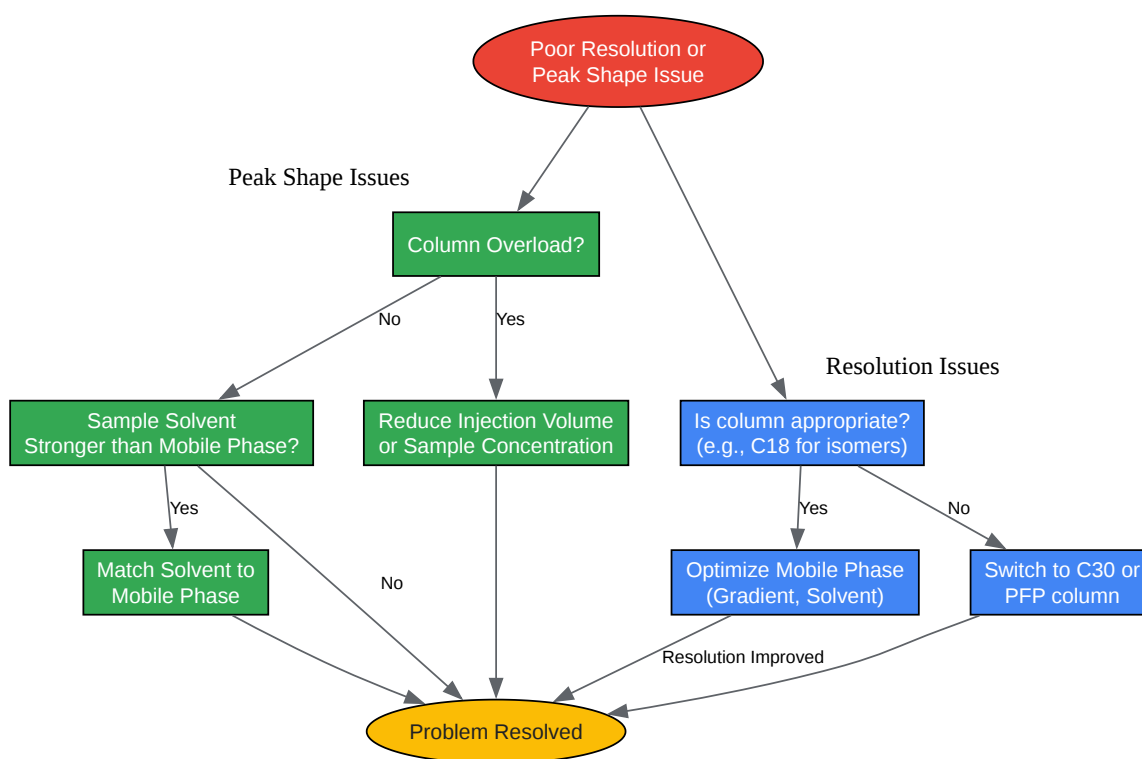 Poor Resolution or
Peak Shape Issue
Peak Shape Issues
Column Overload?
No
Yes
Resolution Issues
Sample Solvent
Stronger than Mobile Phase?
Reduce Injection Volume
or Sample Concentration
Is column appropriate?
(e.g., C18 for isomers)
Yes
Yes
No
Match Solvent to
Mobile Phase
No
Optimize Mobile Phase
(Gradient, Solvent)
Switch to C30 or
PFP column
Resolution Improved
Problem Resolved